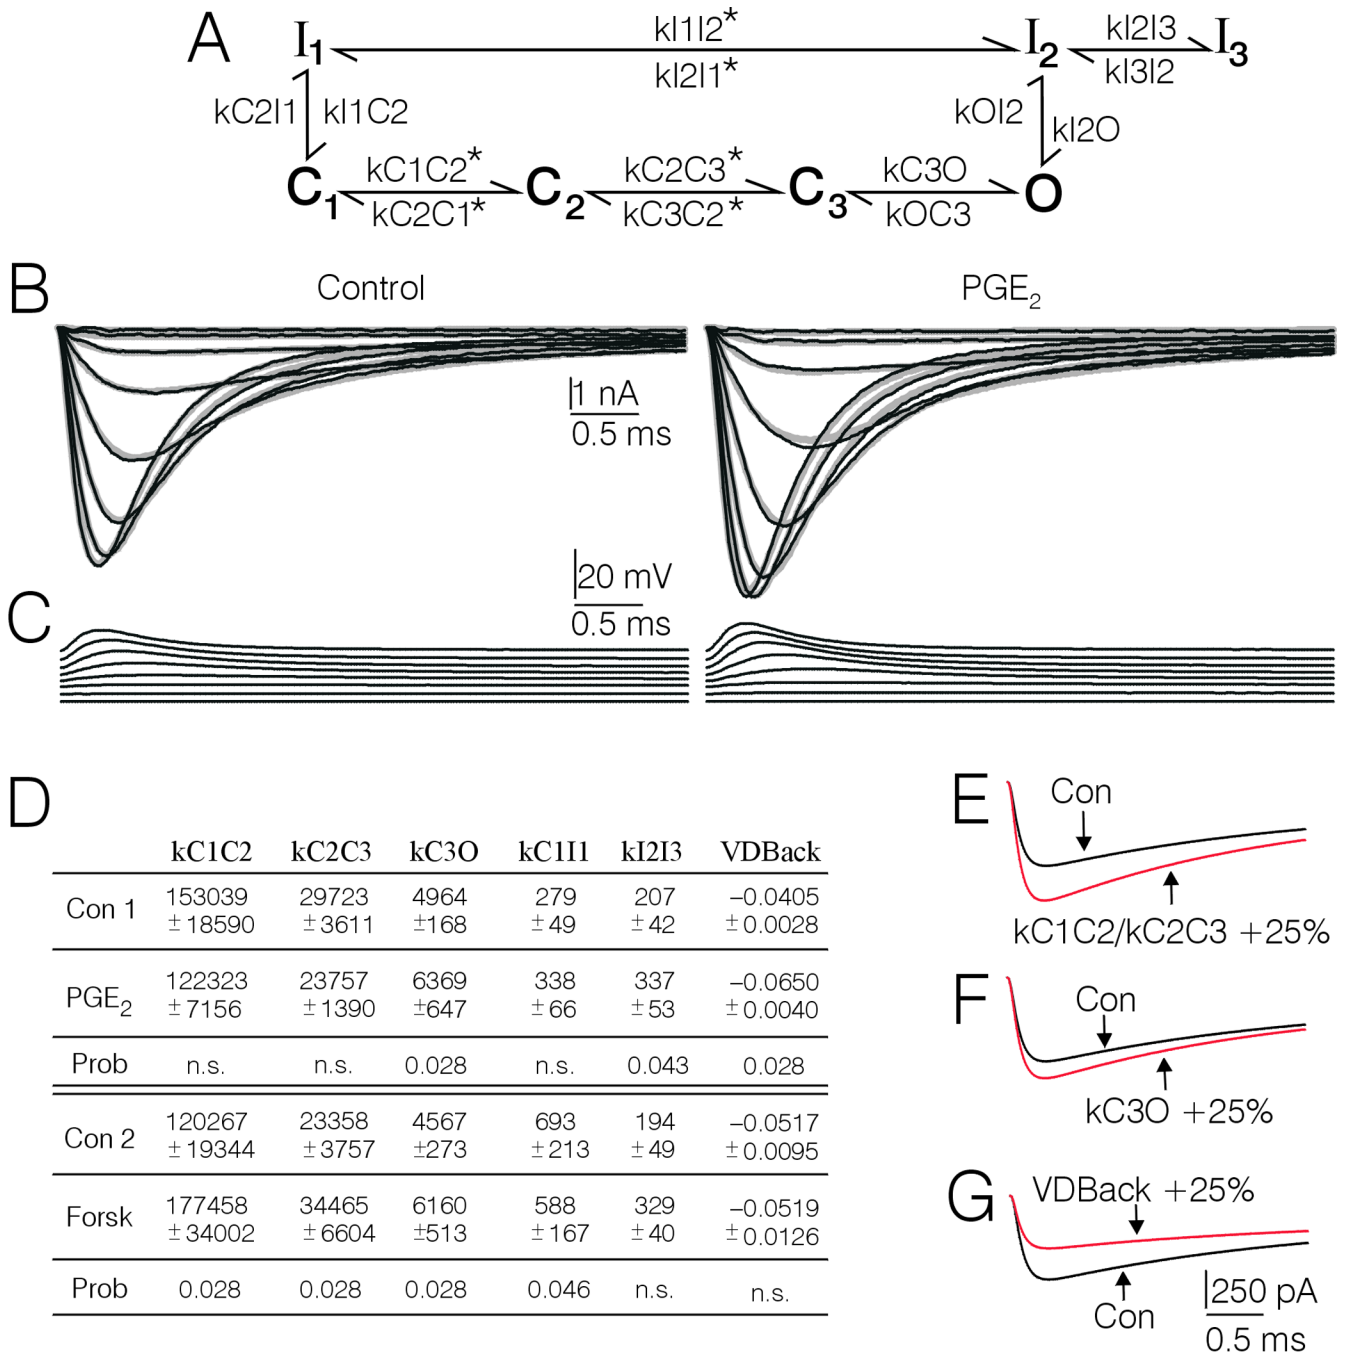 A
I1 kI1I2* I2 kI2I3 I3
kI2I1* kI3I2
kC2I1 kI1C2 kOI2 kI2O
C1 kC1C2* C2 kC2C3* C3 kC3O O
kC2C1* kC3C2* kOC3
B
Control PGE2
1 nA
0.5 ms
20 mV
0.5 ms
C
D
kC1C2 kC2C3 kC3O kC1I1 kI2I3 VDBack
Con 1 153039 29723 4964 279 207 −0.0405
±18590 ±3611 ±168 ±49 ±42 ±0.0028
PGE2 122323 23757 6369 338 337 −0.0650
±7156 ±1390 ±647 ±66 ±53 ±0.0040
Prob n.s. n.s. 0.028 n.s. 0.043 0.028
Con 2 120267 23358 4567 693 194 −0.0517
±19344 ±3757 ±273 ±213 ±49 ±0.0095
Forsk 177458 34465 6160 588 329 −0.0519
±34002 ±6604 ±513 ±167 ±40 ±0.0126
Prob 0.028 0.028 0.028 0.046 n.s. n.s.
E
Con
kC1C2/kC2C3 +25%
F
Con
kC3O +25%
G
VDBack +25%
Con
250 pA
0.5 ms